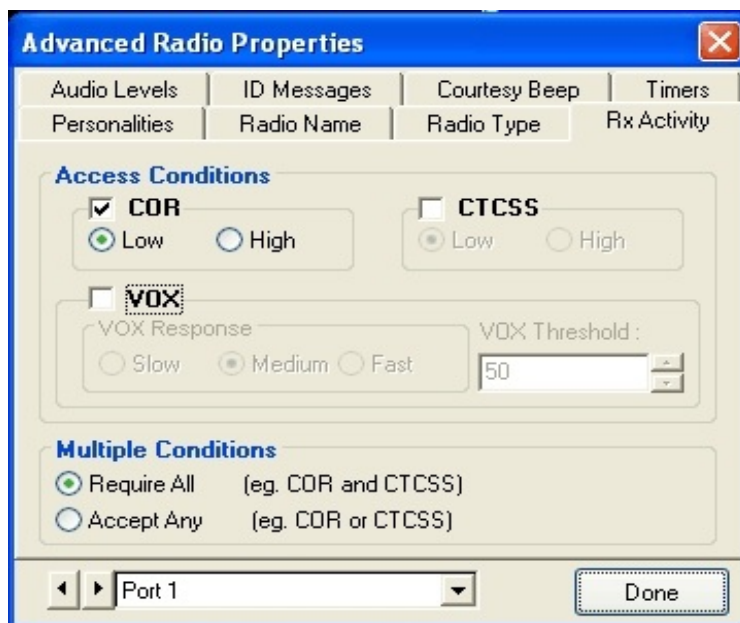 Advanced Radio Properties
Audio Levels ID Messages Courtesy Beep Timers
Personalities Radio Name Radio Type Rx Activity
Access Conditions
COR CTCSS
Low High Low High
VOX
VOX Response VOX Threshold :
Slow Medium Fast 50
Multiple Conditions
Require All (eg. COR and CTCSS)
Accept Any (eg. COR or CTCSS)
Port 1 Done